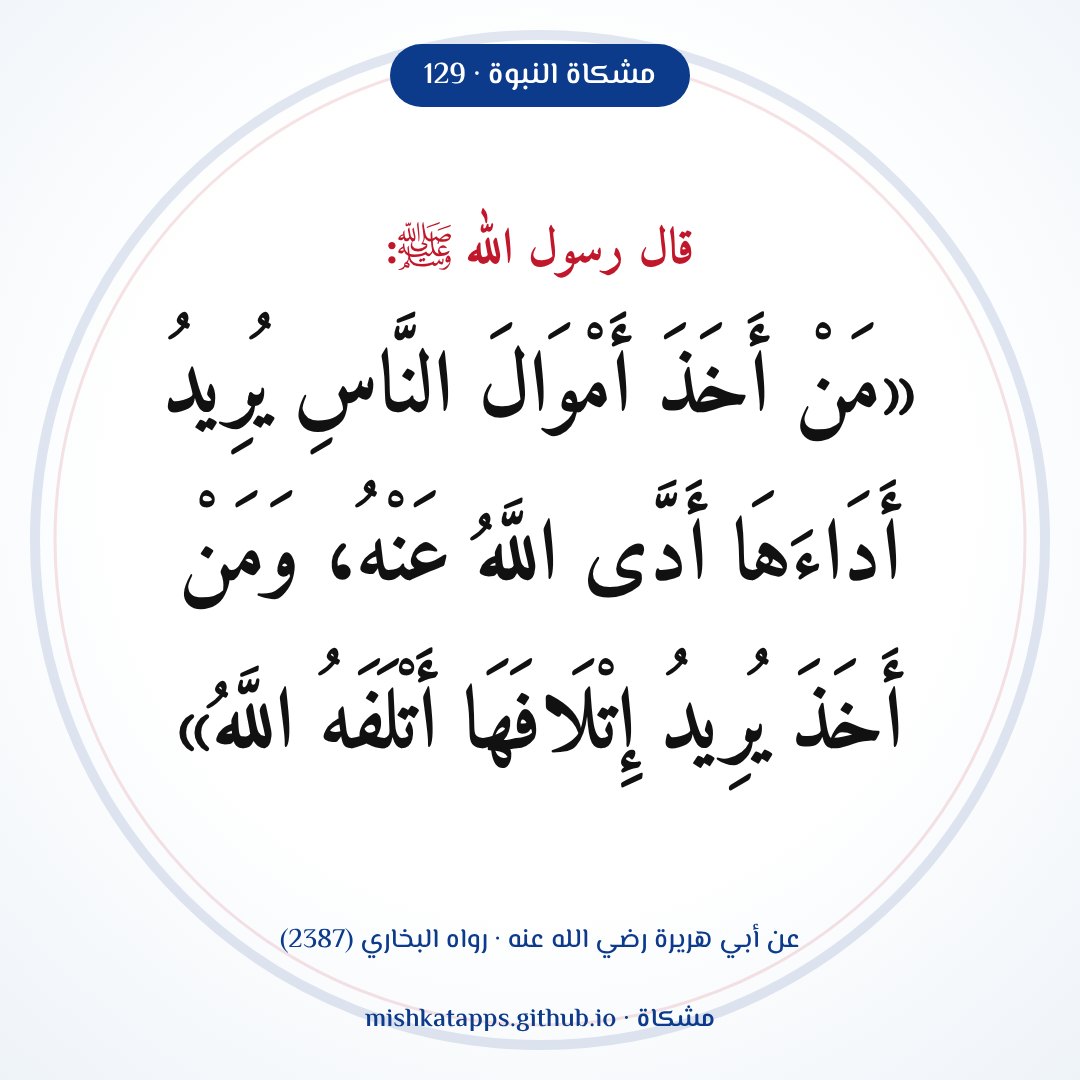 مشكاة النبوة · 129
قال رسول الله ﷺ:
«مَنْ أَخَذَ أَمْوَالَ النَّاسِ يُرِيدُ
أَدَاءَهَا أَدَّى اللَّهُ عَنْهُ، وَمَنْ
أَخَذَ يُرِيدُ إِتْلَافَهَا أَتْلَفَهُ اللَّهُ»
عن أبي هريرة رضي الله عنه · رواه البخاري (2387)
مشكاة · mishkatapps.github.io